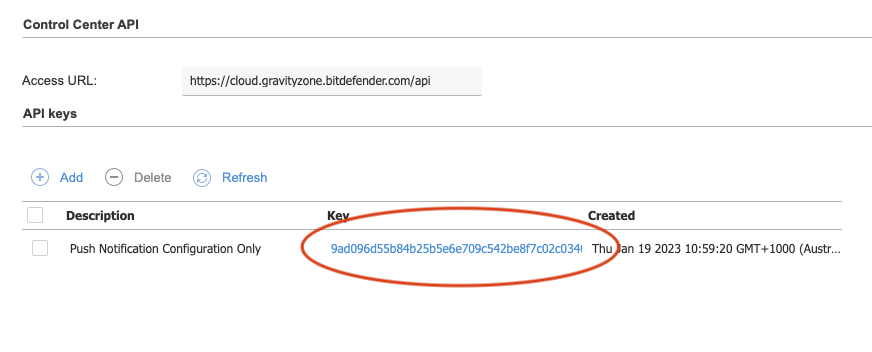 Control Center API
Access URL: https://cloud.gravityzone.bitdefender.com/api
API keys
Add Delete Refresh
Description Key Created
Push Notification Configuration Only 9ad096d55b84b25b5e6e709c542be8f7c02c034 Thu Jan 19 2023 10:59:20 GMT+1000 (Austr...